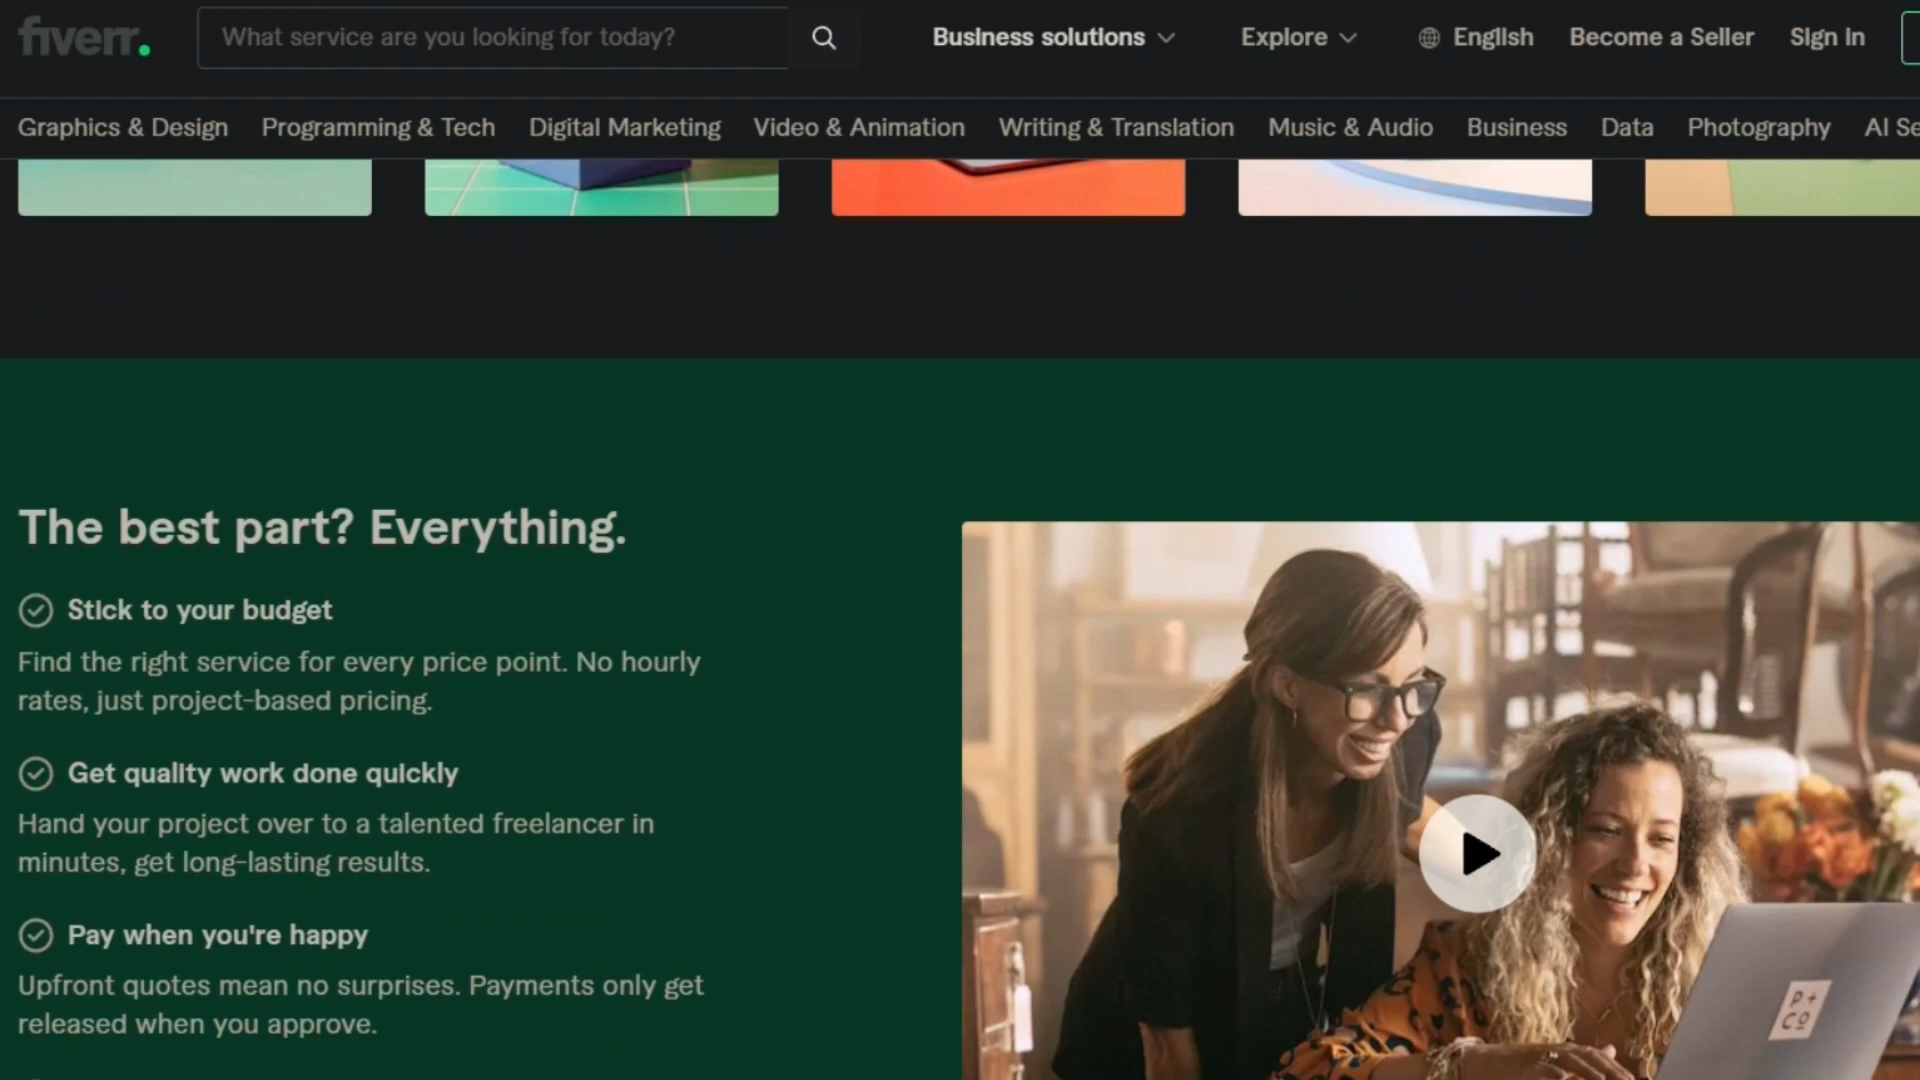 fiverr.
What service are you looking for today?
Business solutions
Explore
English
Become a Seller
Sign in
Graphics & Design
Programming & Tech
Digital Marketing
Video & Animation
Writing & Translation
Music & Audio
Business
Data
Photography
AI Se
The best part? Everything.
Stick to your budget
Find the right service for every price point. No hourly
rates, just project-based pricing.
Get quality work done quickly
Hand your project over to a talented freelancer in
minutes, get long-lasting results.
Pay when you're happy
Upfront quotes mean no surprises. Payments only get
released when you approve.
P+
Co